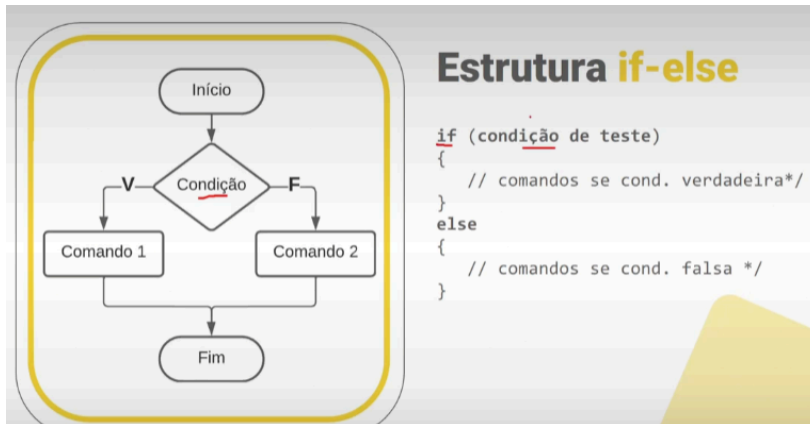 Estrutura if-else
Início
V
Condição
F
Comando 1
Comando 2
Fim
if (condição de teste)
{
// comandos se cond. verdadeira*/
}
else
{
// comandos se cond. falsa */
}